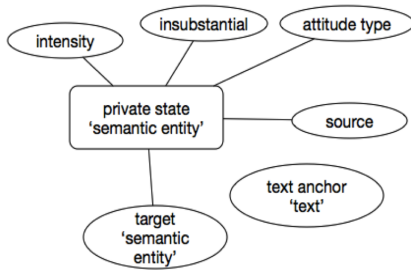 insubstantial
attitude type
intensity
private state
‘semantic entity’
source
text anchor
‘text’
target
‘semantic
entity’